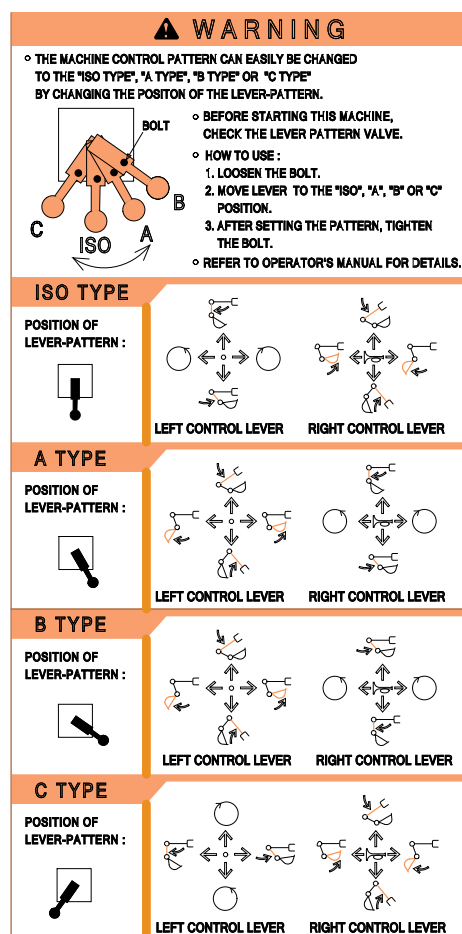 WARNING
THE MACHINE CONTROL PATTERN CAN EASILY BE CHANGED
TO THE "ISO TYPE", "A TYPE", "B TYPE" OR "C TYPE"
BY CHANGING THE POSITON OF THE LEVER-PATTERN.
BOLT
B
C
ISO
A
BEFORE STARTING THIS MACHINE,
CHECK THE LEVER PATTERN VALVE.
HOW TO USE :
1. LOOSEN THE BOLT.
2. MOVE LEVER TO THE "ISO", "A", "B" OR "C"
POSITION.
3. AFTER SETTING THE PATTERN, TIGHTEN
THE BOLT.
REFER TO OPERATOR'S MANUAL FOR DETAILS.
ISO TYPE
POSITION OF
LEVER-PATTERN :
LEFT CONTROL LEVER
RIGHT CONTROL LEVER
A TYPE
POSITION OF
LEVER-PATTERN :
LEFT CONTROL LEVER
RIGHT CONTROL LEVER
B TYPE
POSITION OF
LEVER-PATTERN :
LEFT CONTROL LEVER
RIGHT CONTROL LEVER
C TYPE
POSITION OF
LEVER-PATTERN :
LEFT CONTROL LEVER
RIGHT CONTROL LEVER